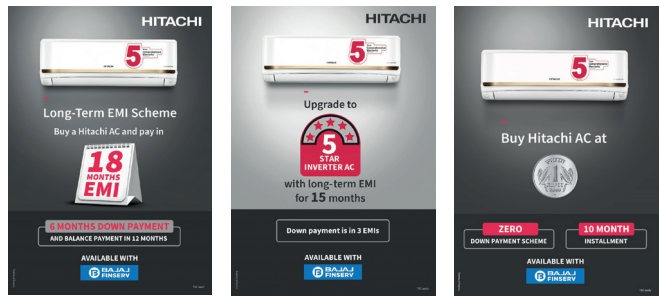 HITACHI
5
Long-Term EMI Scheme
Buy a Hitachi AC and pay in
18
MONTHS
EMI
6 MONTHS DOWN PAYMENT
AND BALANCE PAYMENT IN 12 MONTHS
AVAILABLE WITH
BAJAJ
FINSERV
HITACHI
5
Upgrade to
5
STAR
INVERTER AC
with long-term EMI
for 15 months
Down payment is in 3 EMIs
AVAILABLE WITH
BAJAJ
FINSERV
HITACHI
5
Buy Hitachi AC at
1
ZERO
DOWN PAYMENT SCHEME
10 MONTH
INSTALLMENT
AVAILABLE WITH
BAJAJ
FINSERV